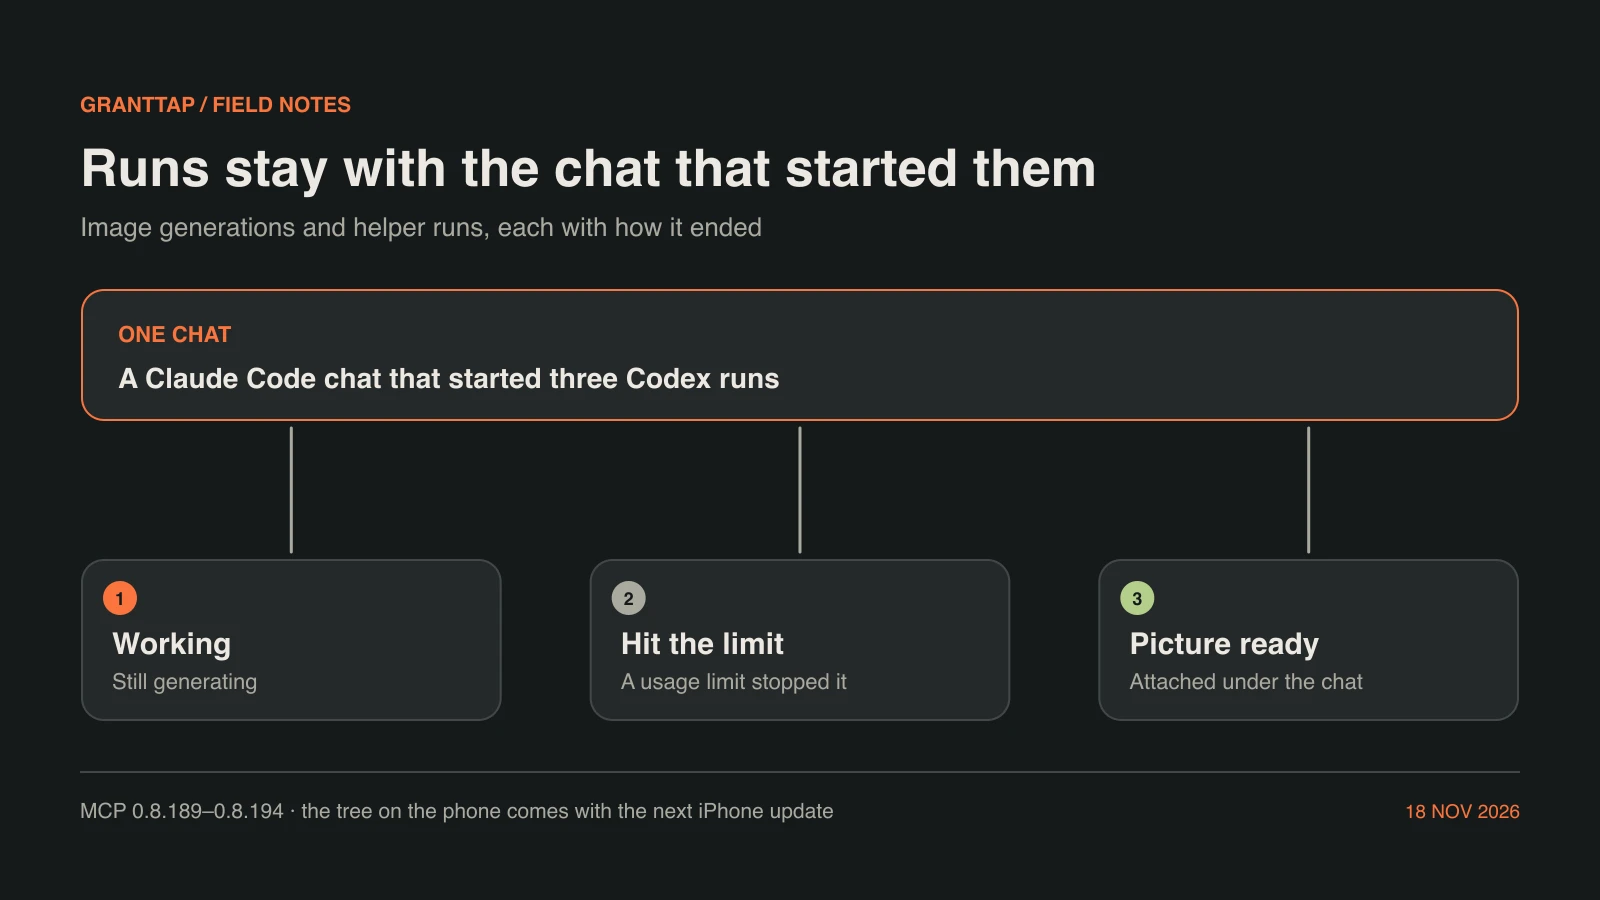 GRANTTAP / FIELD NOTES
Runs stay with the chat that started them
Image generations and helper runs, each with how it ended
ONE CHAT
A Claude Code chat that started three Codex runs
1
Working
Still generating
2
Hit the limit
A usage limit stopped it
3
Picture ready
Attached under the chat
MCP 0.8.189–0.8.194 · the tree on the phone comes with the next iPhone update
18 NOV 2026